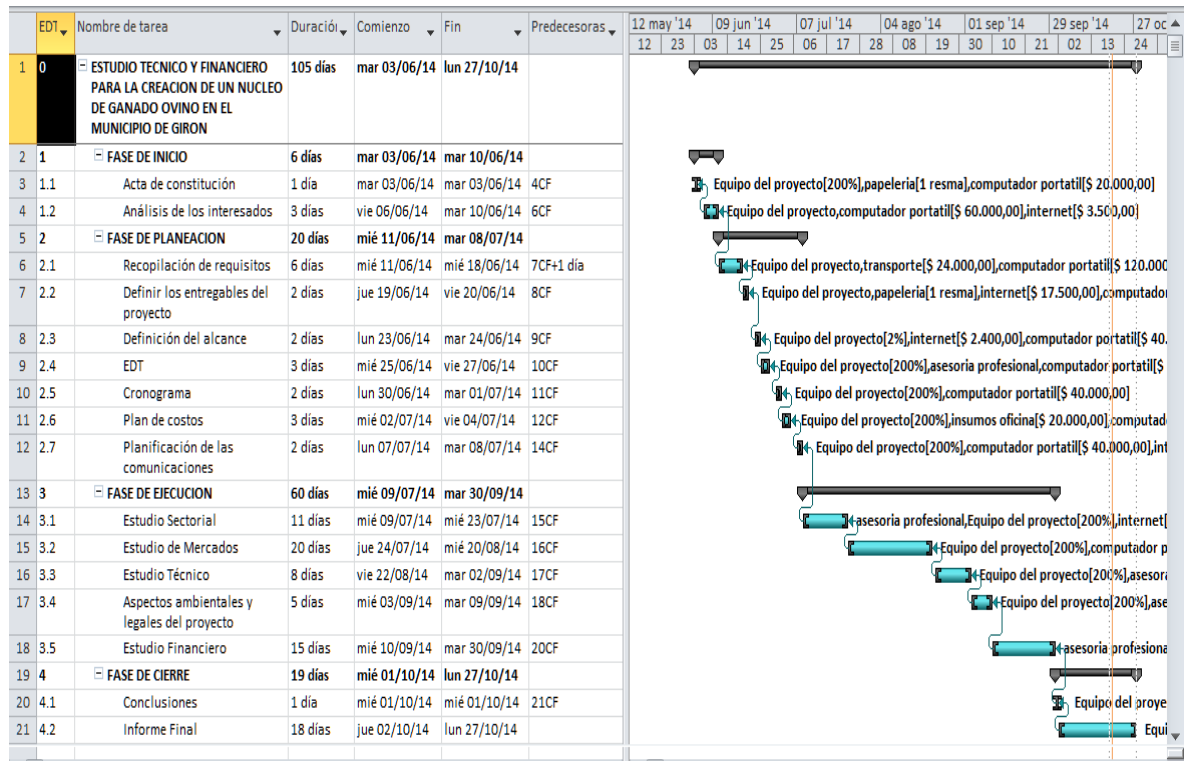 EDT Nombre de tarea Duració Comienzo Fin Predecesoras 12 may '14 09 jun '14 07 jul '14 04 ago '14 01 sep '14 29 sep '14 27 oc
12 23 03 14 25 06 17 28 08 19 30 10 21 02 13 24
1 0 ESTUDIO TECNICO Y FINANCIERO 105 días mar 03/06/14 lun 27/10/14
PARA LA CREACION DE UN NUCLEO
DE GANADO OVINO EN EL
MUNICIPIO DE GIRON
2 1 FASE DE INICIO 6 días mar 03/06/14 mar 10/06/14
3 1.1 Acta de constitución 1 día mar 03/06/14 mar 03/06/14 4CF Equipo del proyecto[200%],papeleria[1 resma],computador portatil[$ 20.000,00]
4 1.2 Análisis de los interesados 3 días vie 06/06/14 mar 10/06/14 6CF Equipo del proyecto,computador portatil[$ 60.000,00],internet[$ 3.500,00]
5 2 FASE DE PLANEACION 20 días mié 11/06/14 mar 08/07/14
6 2.1 Recopilación de requisitos 6 días mié 11/06/14 mié 18/06/14 7CF+1 día Equipo del proyecto,transporte[$ 24.000,00],computador portatil[$ 120.000
7 2.2 Definir los entregables del 2 días jue 19/06/14 vie 20/06/14 8CF Equipo del proyecto,papeleria[1 resma],internet[$ 17.500,00],computador
proyecto
8 2.3 Definición del alcance 2 días lun 23/06/14 mar 24/06/14 9CF Equipo del proyecto[2%],internet[$ 2.400,00],computador portatil[$ 40.
9 2.4 EDT 3 días mié 25/06/14 vie 27/06/14 10CF Equipo del proyecto[200%],asesoria profesional,computador portatil[$
10 2.5 Cronograma 2 días lun 30/06/14 mar 01/07/14 11CF Equipo del proyecto[200%],computador portatil[$ 40.000,00]
11 2.6 Plan de costos 3 días mié 02/07/14 vie 04/07/14 12CF Equipo del proyecto[200%],insumos oficina[$ 20.000,00],computad
12 2.7 Planificación de las 2 días lun 07/07/14 mar 08/07/14 14CF Equipo del proyecto[200%],computador portatil[$ 40.000,00],int
comunicaciones
13 3 FASE DE EJECUCION 60 días mié 09/07/14 mar 30/09/14
14 3.1 Estudio Sectorial 11 días mié 09/07/14 mié 23/07/14 15CF asesoria profesional,Equipo del proyecto[200%],internet[
15 3.2 Estudio de Mercados 20 días jue 24/07/14 mié 20/08/14 16CF Equipo del proyecto[200%],computador p
16 3.3 Estudio Técnico 8 días vie 22/08/14 mar 02/09/14 17CF Equipo del proyecto[200%],asesora
17 3.4 Aspectos ambientales y 5 días mié 03/09/14 mar 09/09/14 18CF Equipo del proyecto[200%],ase
legales del proyecto
18 3.5 Estudio Financiero 15 días mié 10/09/14 mar 30/09/14 20CF asesoria profesiona
19 4 FASE DE CIERRE 19 días mié 01/10/14 lun 27/10/14
20 4.1 Conclusiones 1 día mié 01/10/14 mié 01/10/14 21CF Equipo del proye
21 4.2 Informe Final 18 días jue 02/10/14 lun 27/10/14 Equi